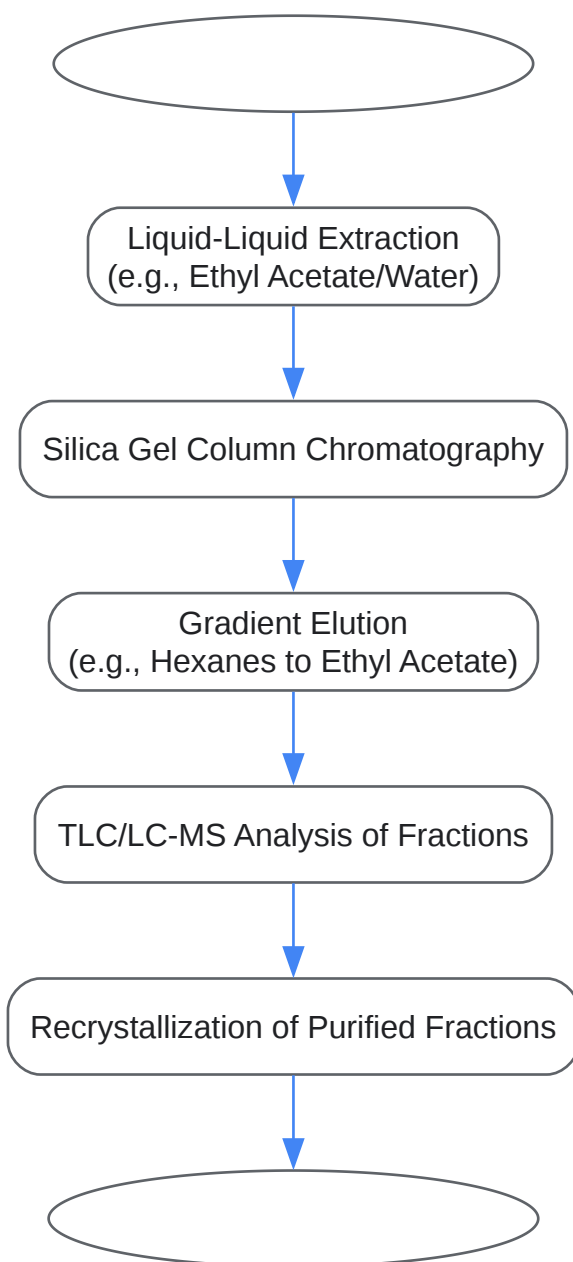 Liquid-Liquid Extraction
(e.g., Ethyl Acetate/Water)
Silica Gel Column Chromatography
Gradient Elution
(e.g., Hexanes to Ethyl Acetate)
TLC/LC-MS Analysis of Fractions
Recrystallization of Purified Fractions